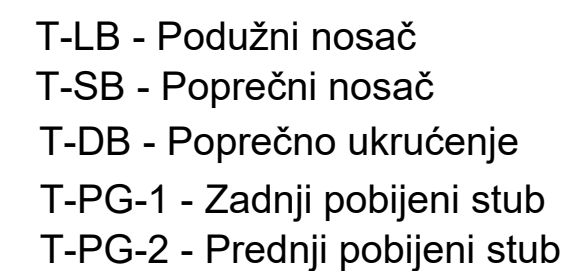 T-LB - Podužni nosač
T-SB - Poprečni nosač
T-DB - Poprečno ukrućenje
T-PG-1 - Zadnji pobijeni stub
T-PG-2 - Prednji pobijeni stub